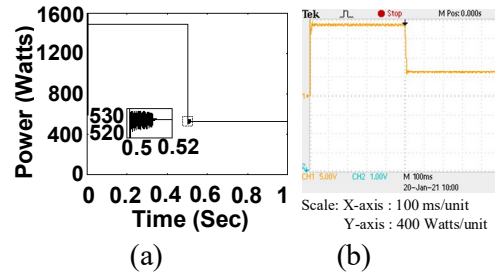 1600
1200
800
400
0
Power (Watts)
530
520
0.5 0.52
0 0.2 0.4 0.6 0.8 1
Time (Sec)
(a)
Tek
Stop
M Pos: 0.000s
1
2
CH1 5.00V CH2 1.00V M 100ms
20-Jan-21 10:00
Scale: X-axis : 100 ms/unit
Y-axis : 400 Watts/unit
(b)